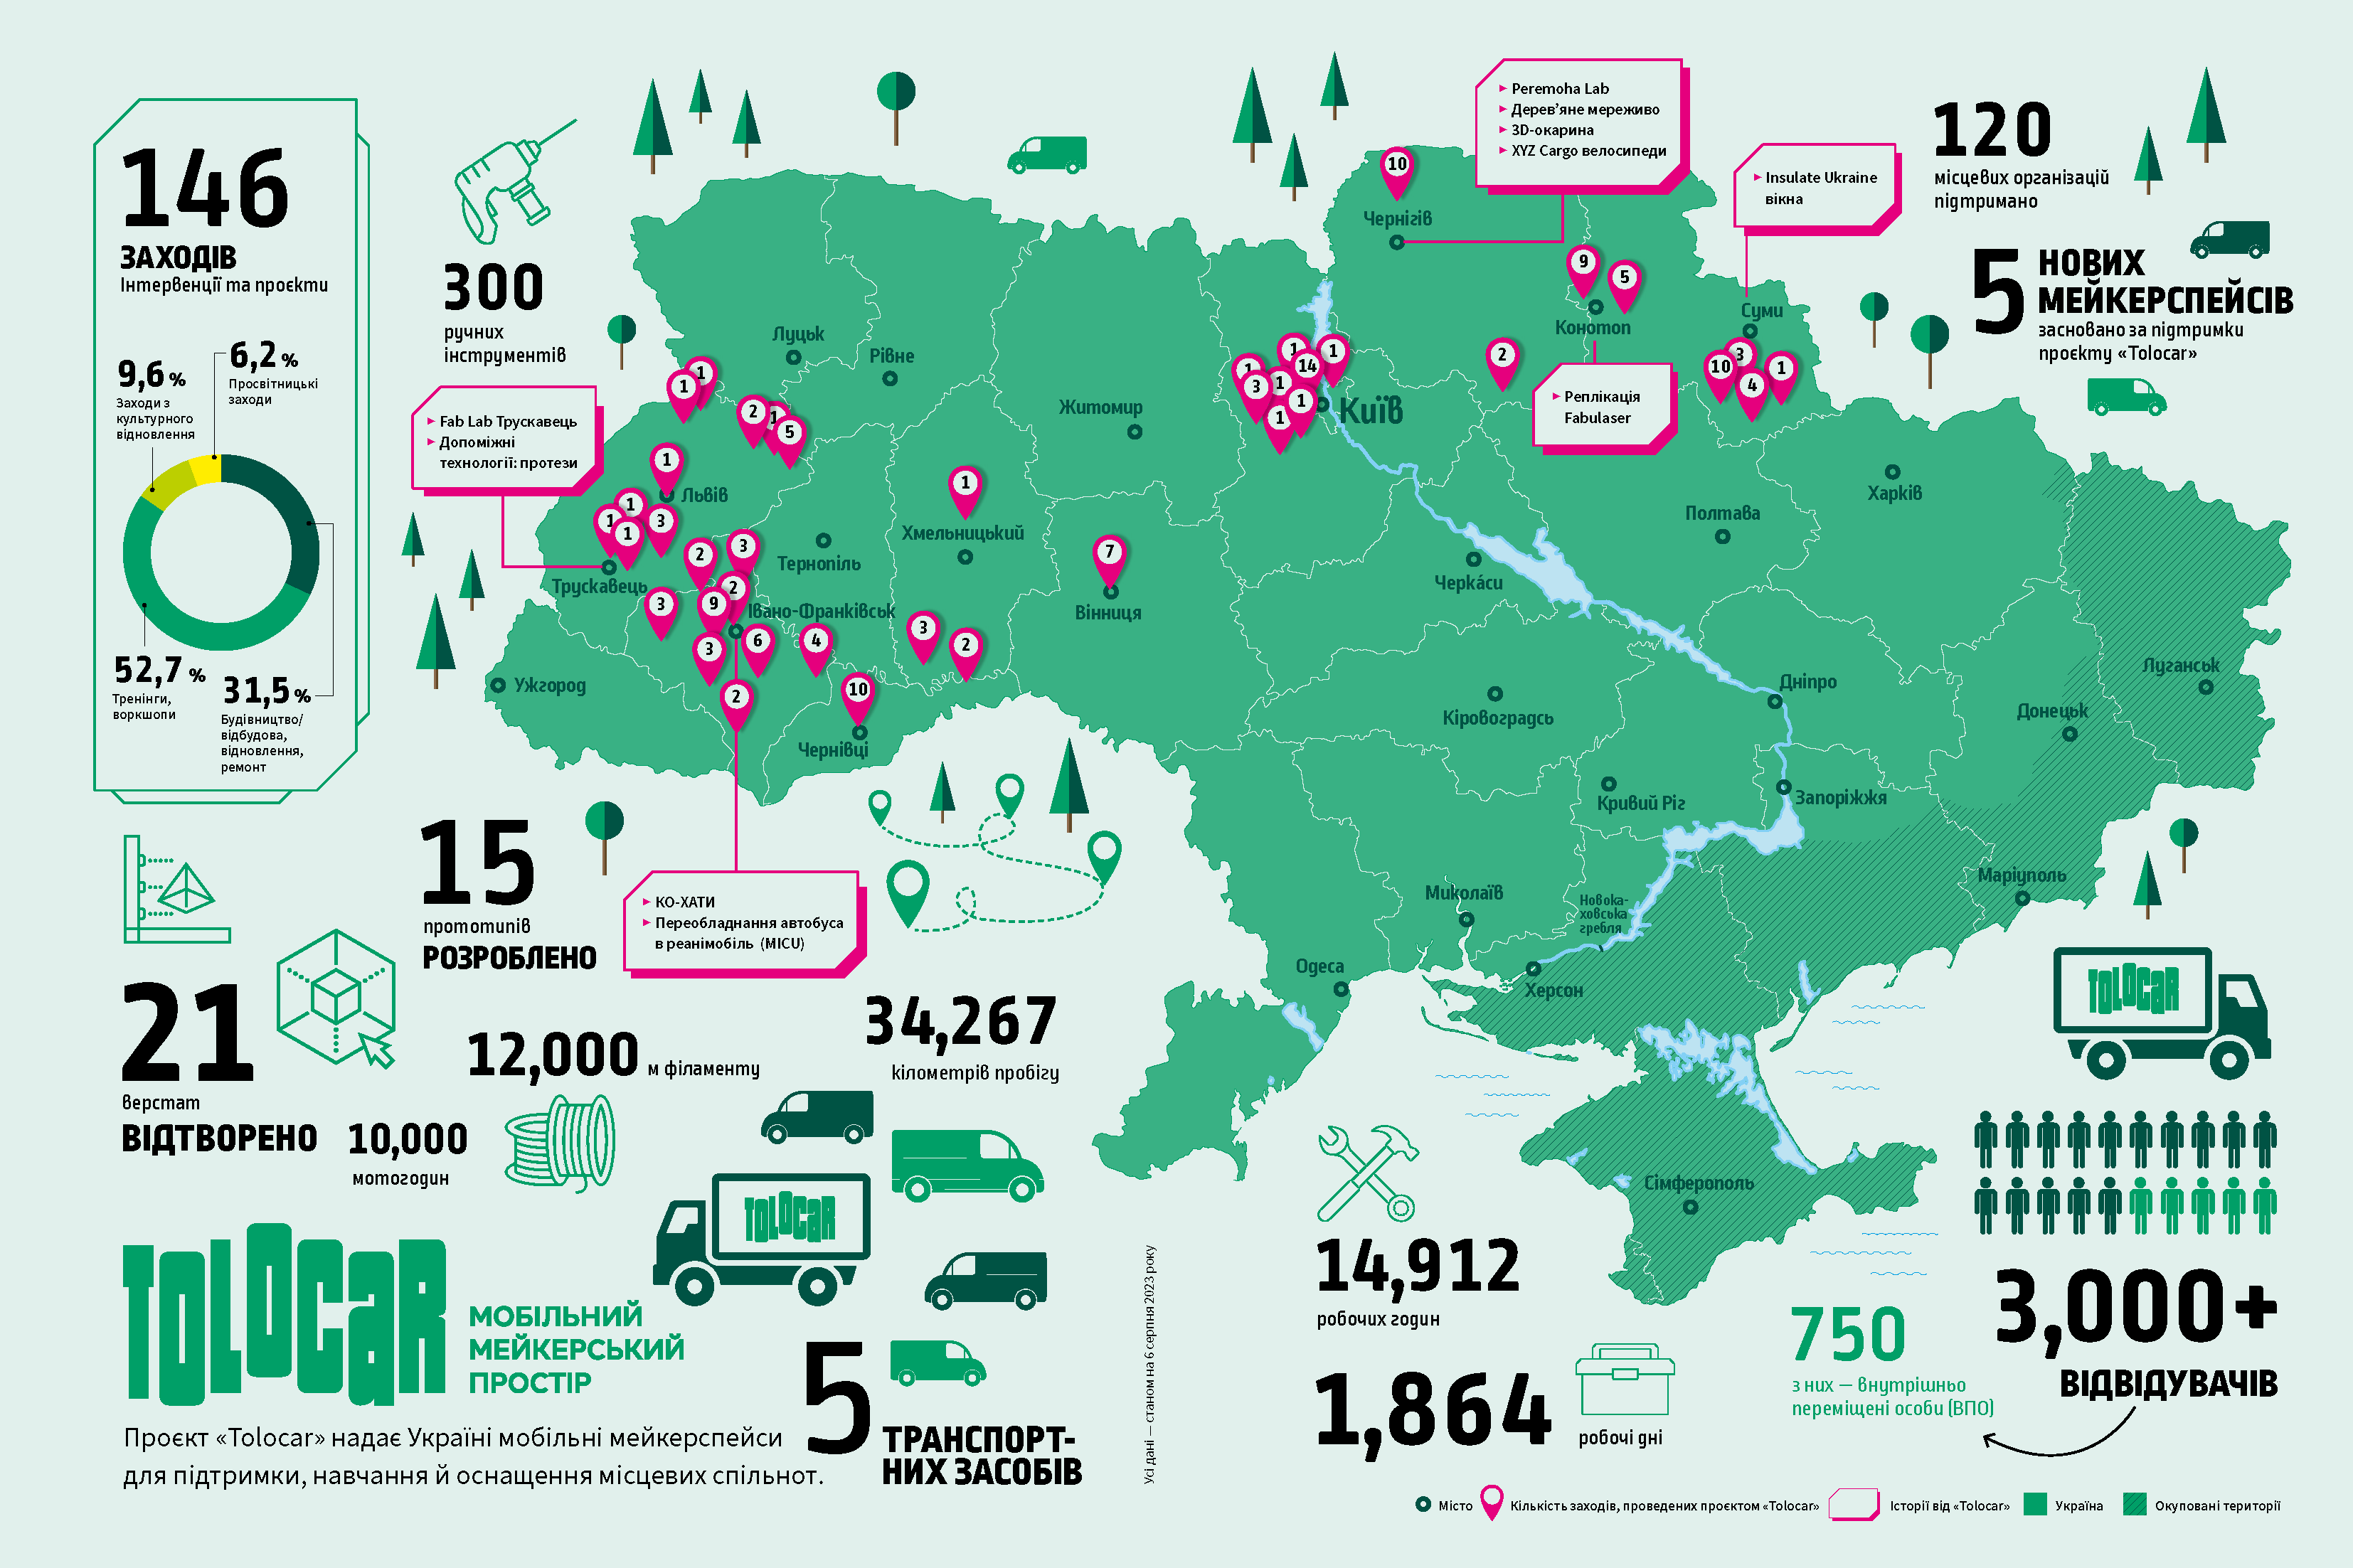 146
ЗАХОДІВ
Інтервенції та проєкти
9,6 %
Заходи з
культурного
відновлення
6,2 %
Просвітницькі
заходи
52,7 %
Тренінги,
воркшопи
31,5 %
Будівництво/
відбудова,
відновлення,
ремонт
300
ручних
інструментів
▸ Fab Lab Трускавець
▸ Допоміжні
технології: протези
▸ Peremoha Lab
▸ Дерев'яне мереживо
▸ 3D-окарина
▸ XYZ Cargo велосипеди
▸ Insulate Ukraine
вікна
▸ Реплікація
Fabulaser
120
місцевих організацій
підтримано
5 НОВИХ
МЕЙКЕРСПЕЙСІВ
засновано за підтримки
проєкту «Tolocar»
10
Чернігів
9
5
Конотоп
Суми
3
10
4
1
2
1
1
14
1
3
1
1
1
Київ
Луцьк
Рівне
Житомир
1
1
2
1
5
1
Львів
1
1
1
3
Трускавець
2
3
2
3
9
Івано-Франківськ
3
6
4
2
10
Чернівці
Тернопіль
1
Хмельницький
3
2
7
Вінниця
Ужгород
Черкáси
Полтава
Харків
Луганськ
Донецьк
Дніпро
Кіровоградсь
Кривий Ріг
Запоріжжя
Маріуполь
Миколаїв
Новока-
ховська
гребля
Одеса
Херсон
Сімферополь
▸ КО-ХАТИ
▸ Переобладнання автобуса
в реанімобіль (MICU)
15
прототипів
РОЗРОБЛЕНО
21
верстат
ВІДТВОРЕНО
12,000 м філаменту
10,000
мотогодин
34,267
кілометрів пробігу
TOLOCAR
TOLOCAR
TOLOCAR
МОБІЛЬНИЙ
МЕЙКЕРСЬКИЙ
ПРОСТІР
Проєкт «Tolocar» надає Україні мобільні мейкерспейси
для підтримки, навчання й оснащення місцевих спільнот.
5 ТРАНСПОРТ-
НИХ ЗАСОБІВ
Усі дані — станом на 6 серпня 2023 року
14,912
робочих годин
1,864
робочі дні
750
з них — внутрішньо
переміщені особи (ВПО)
3,000+
ВІДВІДУВАЧІВ
Місто
Кількість заходів, проведених проєктом «Tolocar»
Історії від «Tolocar»
Україна
Окуповані території